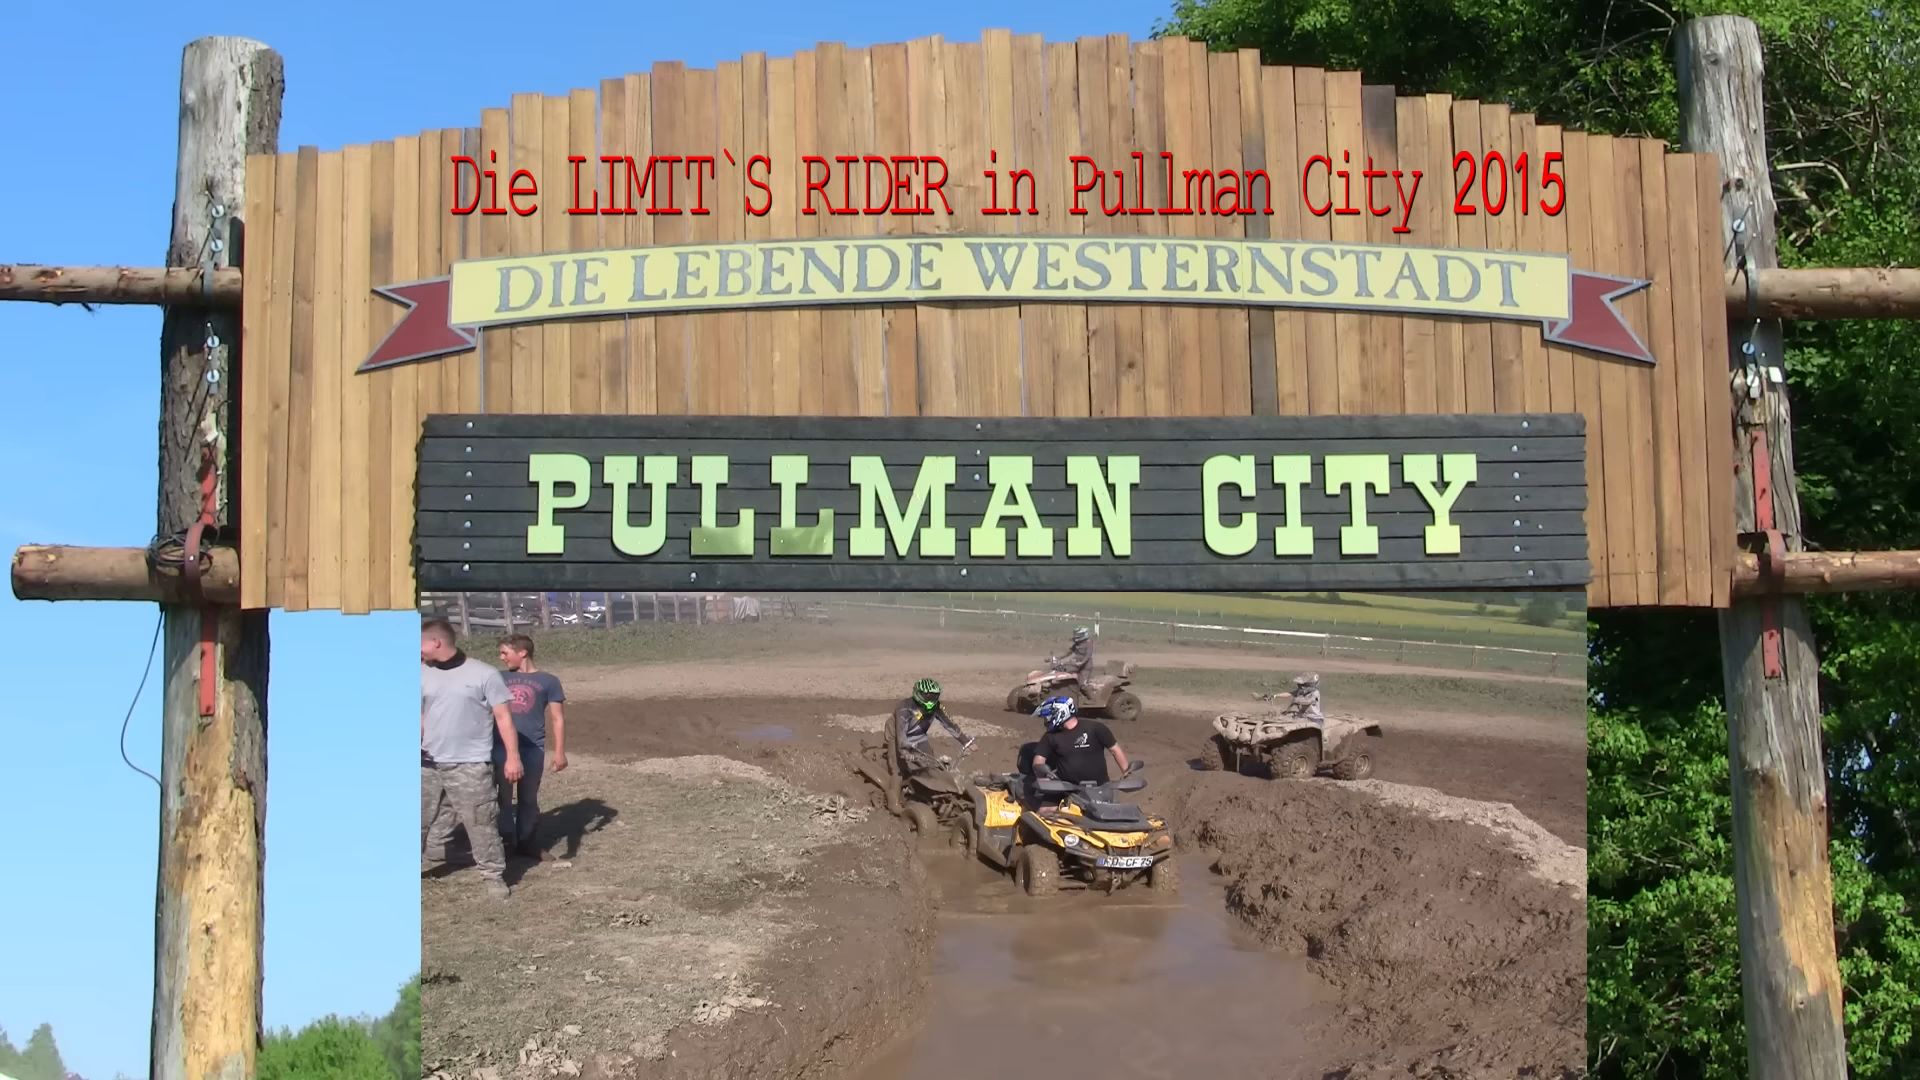 Die LIMIT`S RIDER in Pullman City 2015
DIE LEBENDE WESTERNSTADT
PULLMAN CITY